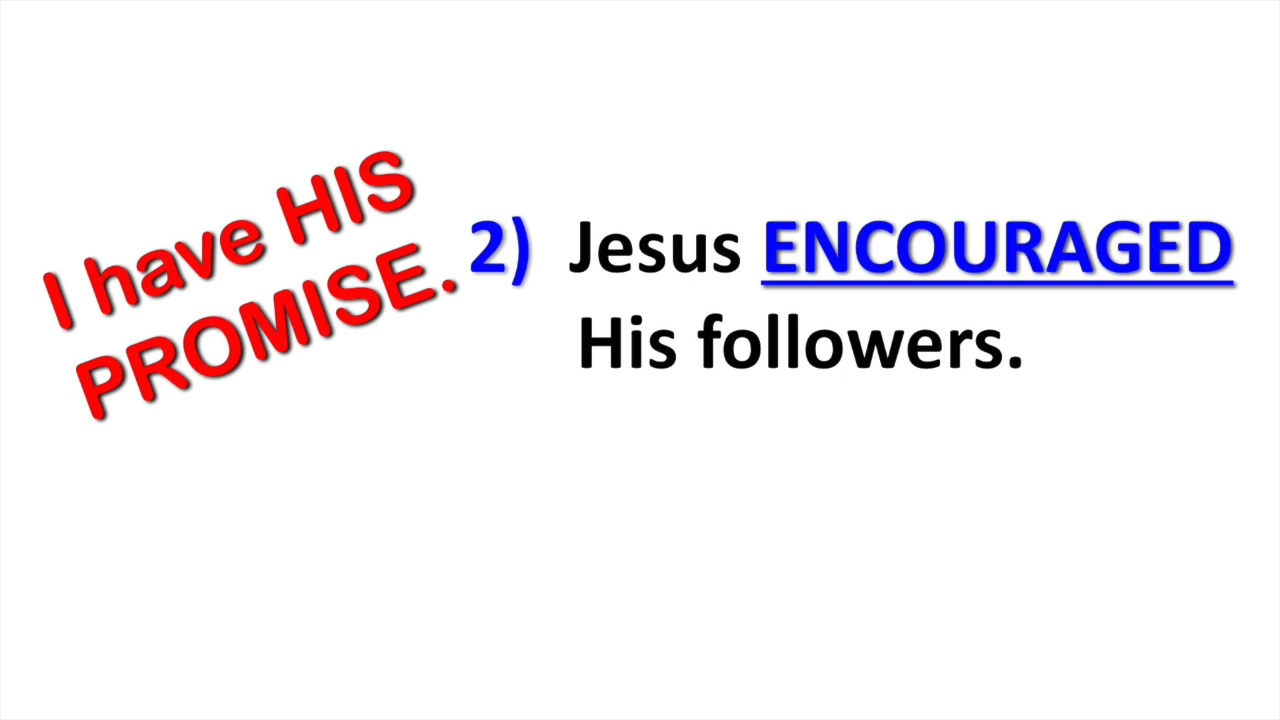 I have HIS
PROMISE.
2) Jesus ENCOURAGED
His followers.